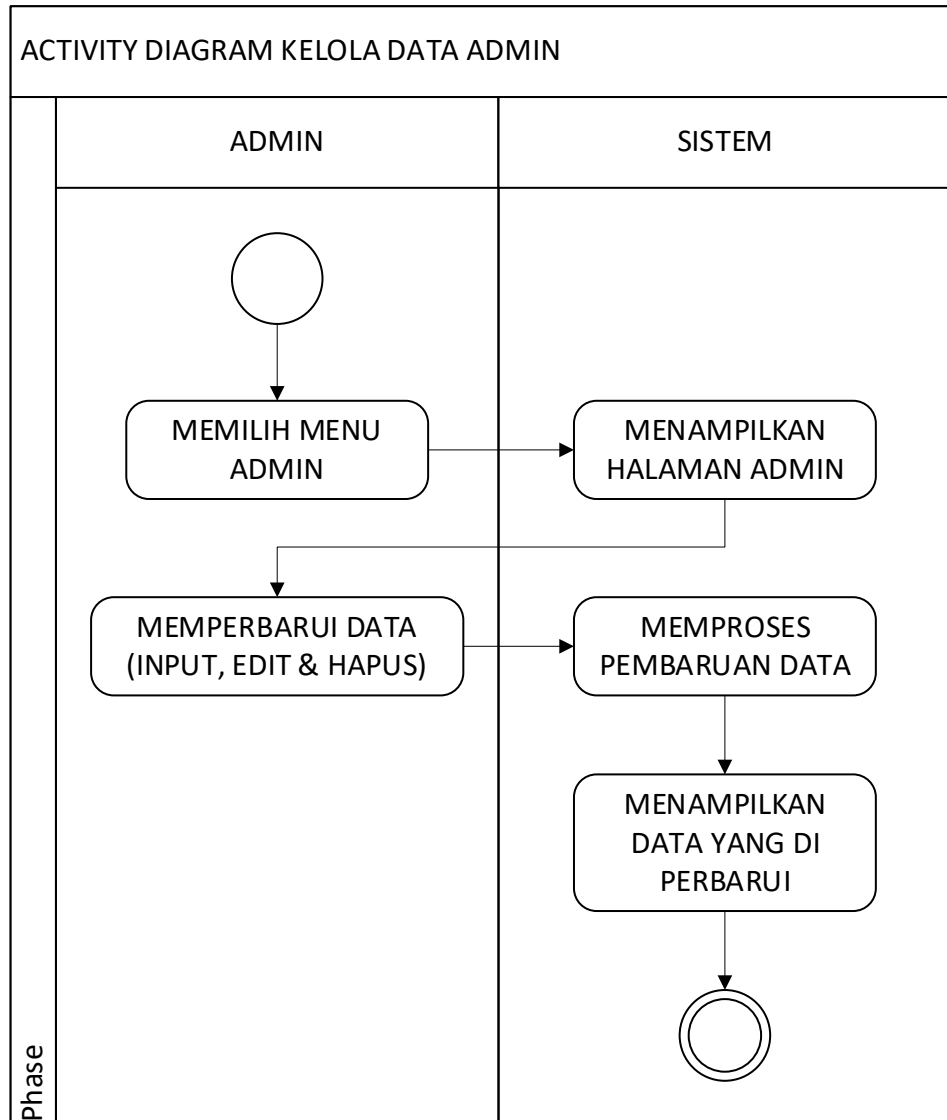 ACTIVITY DIAGRAM KELOLA DATA ADMIN
ADMIN
SISTEM
MEMILIH MENU
ADMIN
MENAMPILKAN
HALAMAN ADMIN
MEMPERBARUI DATA
(INPUT, EDIT & HAPUS)
MEMPROSES
PEMBARUAN DATA
MENAMPILKAN
DATA YANG DI
PERBARUI
Phase